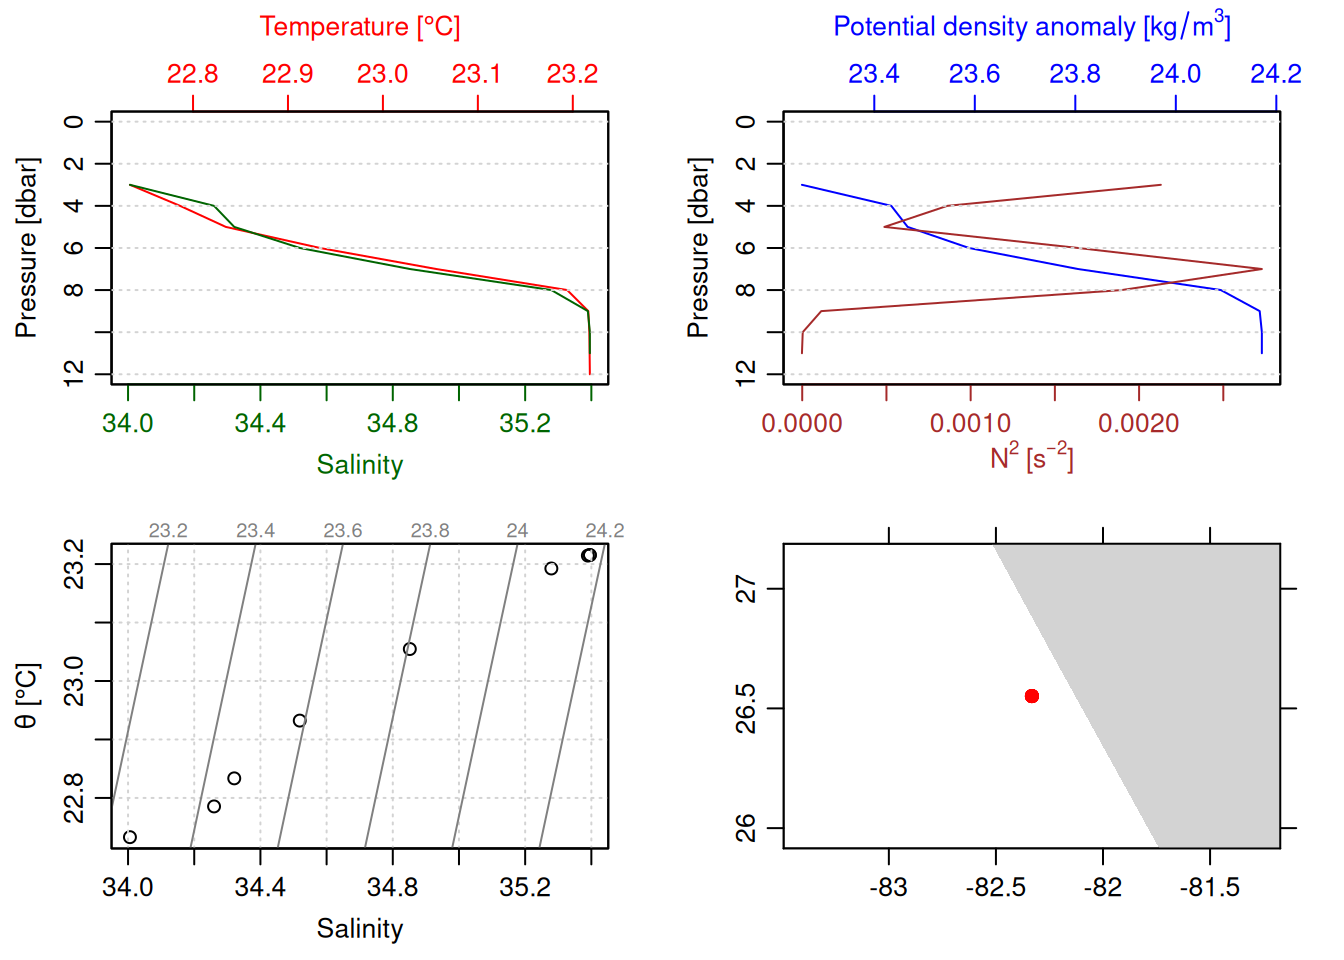 Temperature [°C]
22.8 22.9 23.0 23.1 23.2
Pressure [dbar]
0
2
4
6
8
12
34.0 34.4 34.8 35.2
Salinity
Potential density anomaly [kg/m³]
23.4 23.6 23.8 24.0 24.2
Pressure [dbar]
0
2
4
6
8
12
0.0000 0.0010 0.0020
N² [s⁻²]
23.2 23.4 23.6 23.8 24 24.2
θ [°C]
23.2
23.0
22.8
34.0 34.4 34.8 35.2
Salinity
27
26.5
26
-83 -82.5 -82 -81.5